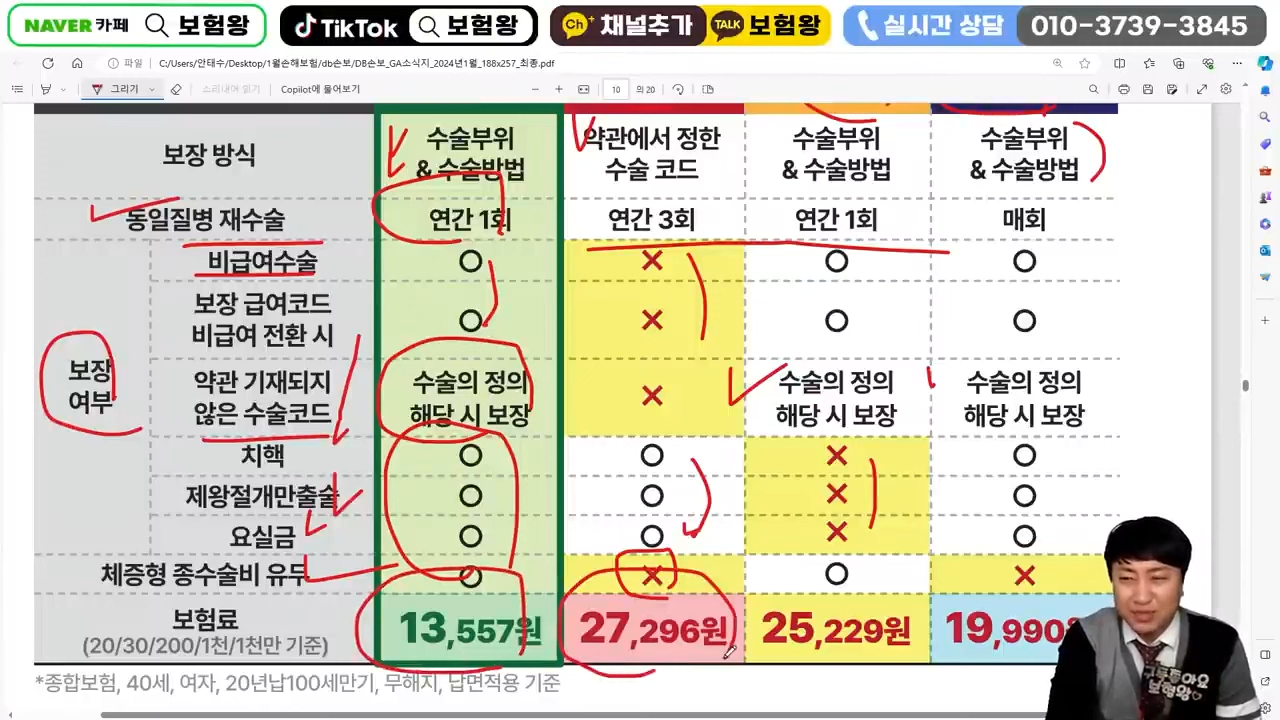 NAVER 카페 보험왕 TikTok 보험왕 Ch+ 채널추가 TALK 보험왕 실시간 상담 010-3739-3845
파일 C:/Users/안태수/Desktop/1월손해보험/db손보/DB손보_GA소식지_2024년1월_188x257_최종.pdf
그리기 소리내어 읽기 Copilot에 물어보기 10 의 20
보장 방식
수술부위
& 수술방법
약관에서 정한
수술 코드
수술부위
& 수술방법
수술부위
& 수술방법
동일질병 재수술 연간 1회 연간 3회 연간 1회 매회
보장
여부
비급여수술 ○ × ○ ○
보장 급여코드
비급여 전환 시
○ × ○ ○
약관 기재되지
않은 수술코드
수술의 정의
해당 시 보장
×
수술의 정의
해당 시 보장
수술의 정의
해당 시 보장
치핵 ○ ○ × ○
제왕절개만출술 ○ ○ × ○
요실금 ○ ○ × ○
체증형 종수술비 유무 ○ × ○ ×
보험료
(20/30/200/1천/1천만 기준)
13,557원 27,296원 25,229원 19,990
*종합보험, 40세, 여자, 20년납100세만기, 무해지, 납면적용 기준
구독좋아요
보험왕♡